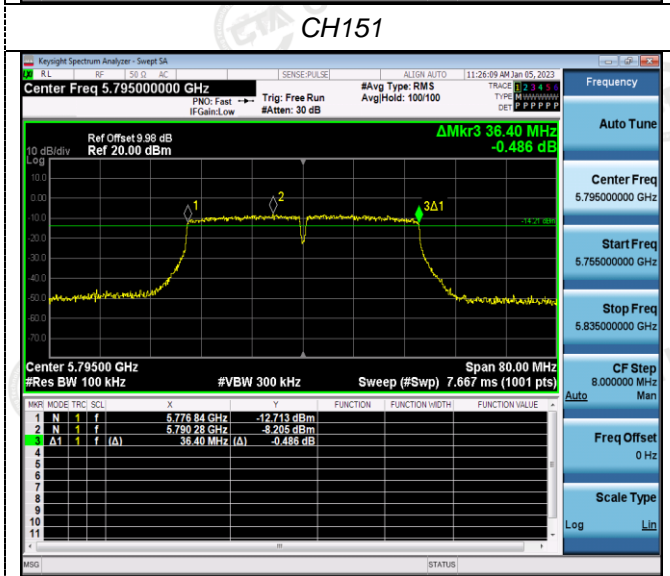 CH151
Keysight Spectrum Analyzer - Swept SA
RL RF 50 Ω AC SENSE:PULSE ALIGN AUTO 11:26:09 AM Jan 05, 2023
Center Freq 5.795000000 GHz
PNO: Fast
IFGain:Low
Trig: Free Run
#Atten: 30 dB
#Avg Type: RMS
Avg|Hold: 100/100
TRACE 1 2 3 4 5 6
TYPE M WWWWW
DET P P P P P P
Ref Offset 9.98 dB
Ref 20.00 dBm
10 dB/div
Log
ΔMkr3 36.40 MHz
-0.486 dB
10.0
0.00
-10.0
-20.0
-30.0
-40.0
-50.0
-60.0
-70.0
1
2
3Δ1
-14.21 dBm
Center 5.79500 GHz
#Res BW 100 kHz
#VBW 300 kHz
Span 80.00 MHz
Sweep (#Swp) 7.667 ms (1001 pts)
MKR MODE TRC SCL X Y FUNCTION FUNCTION WIDTH FUNCTION VALUE
1 N 1 f 5.776 84 GHz -12.713 dBm
2 N 1 f 5.790 28 GHz -8.205 dBm
3 Δ1 1 f (Δ) 36.40 MHz (Δ) -0.486 dB
4
5
6
7
8
9
10
11
MSG STATUS
Frequency
Auto Tune
Center Freq
5.795000000 GHz
Start Freq
5.755000000 GHz
Stop Freq
5.835000000 GHz
CF Step
8.000000 MHz
Auto Man
Freq Offset
0 Hz
Scale Type
Log Lin